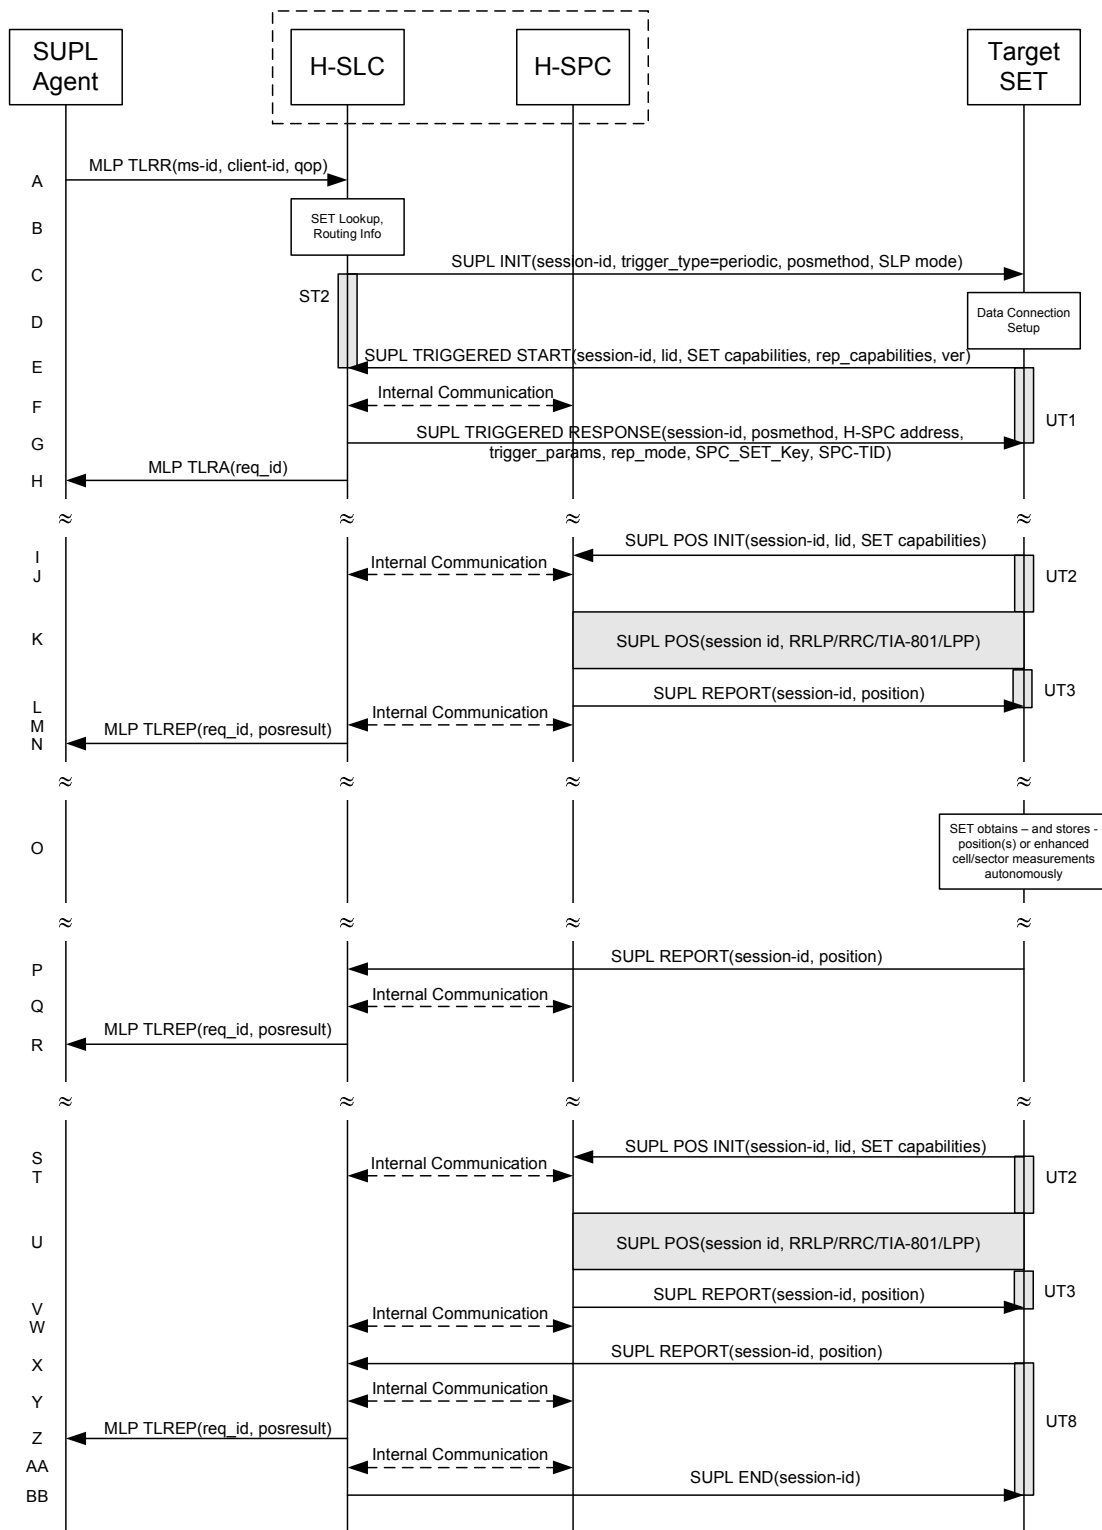 SUPL
Agent
H-SLC
H-SPC
Target
SET
A
MLP TLRR(ms-id, client-id, qop)
B
SET Lookup,
Routing Info
C
SUPL INIT(session-id, trigger_type=periodic, posmethod, SLP mode)
ST2
D
Data Connection
Setup
E
SUPL TRIGGERED START(session-id, lid, SET capabilities, rep_capabilities, ver)
F
Internal Communication
UT1
G
SUPL TRIGGERED RESPONSE(session-id, posmethod, H-SPC address,
trigger_params, rep_mode, SPC_SET_Key, SPC-TID)
H
MLP TLRA(req_id)
≈ ≈ ≈ ≈
I
SUPL POS INIT(session-id, lid, SET capabilities)
J
Internal Communication
UT2
K
SUPL POS(session id, RRLP/RRC/TIA-801/LPP)
L
SUPL REPORT(session-id, position)
UT3
M
Internal Communication
N
MLP TLREP(req_id, posresult)
≈ ≈ ≈ ≈
O
SET obtains – and stores -
position(s) or enhanced
cell/sector measurements
autonomously
≈ ≈ ≈ ≈
P
SUPL REPORT(session-id, position)
Q
Internal Communication
R
MLP TLREP(req_id, posresult)
≈ ≈ ≈ ≈
S
SUPL POS INIT(session-id, lid, SET capabilities)
T
Internal Communication
UT2
U
SUPL POS(session id, RRLP/RRC/TIA-801/LPP)
V
SUPL REPORT(session-id, position)
UT3
W
Internal Communication
X
SUPL REPORT(session-id, position)
Y
Internal Communication
UT8
Z
MLP TLREP(req_id, posresult)
AA
Internal Communication
BB
SUPL END(session-id)